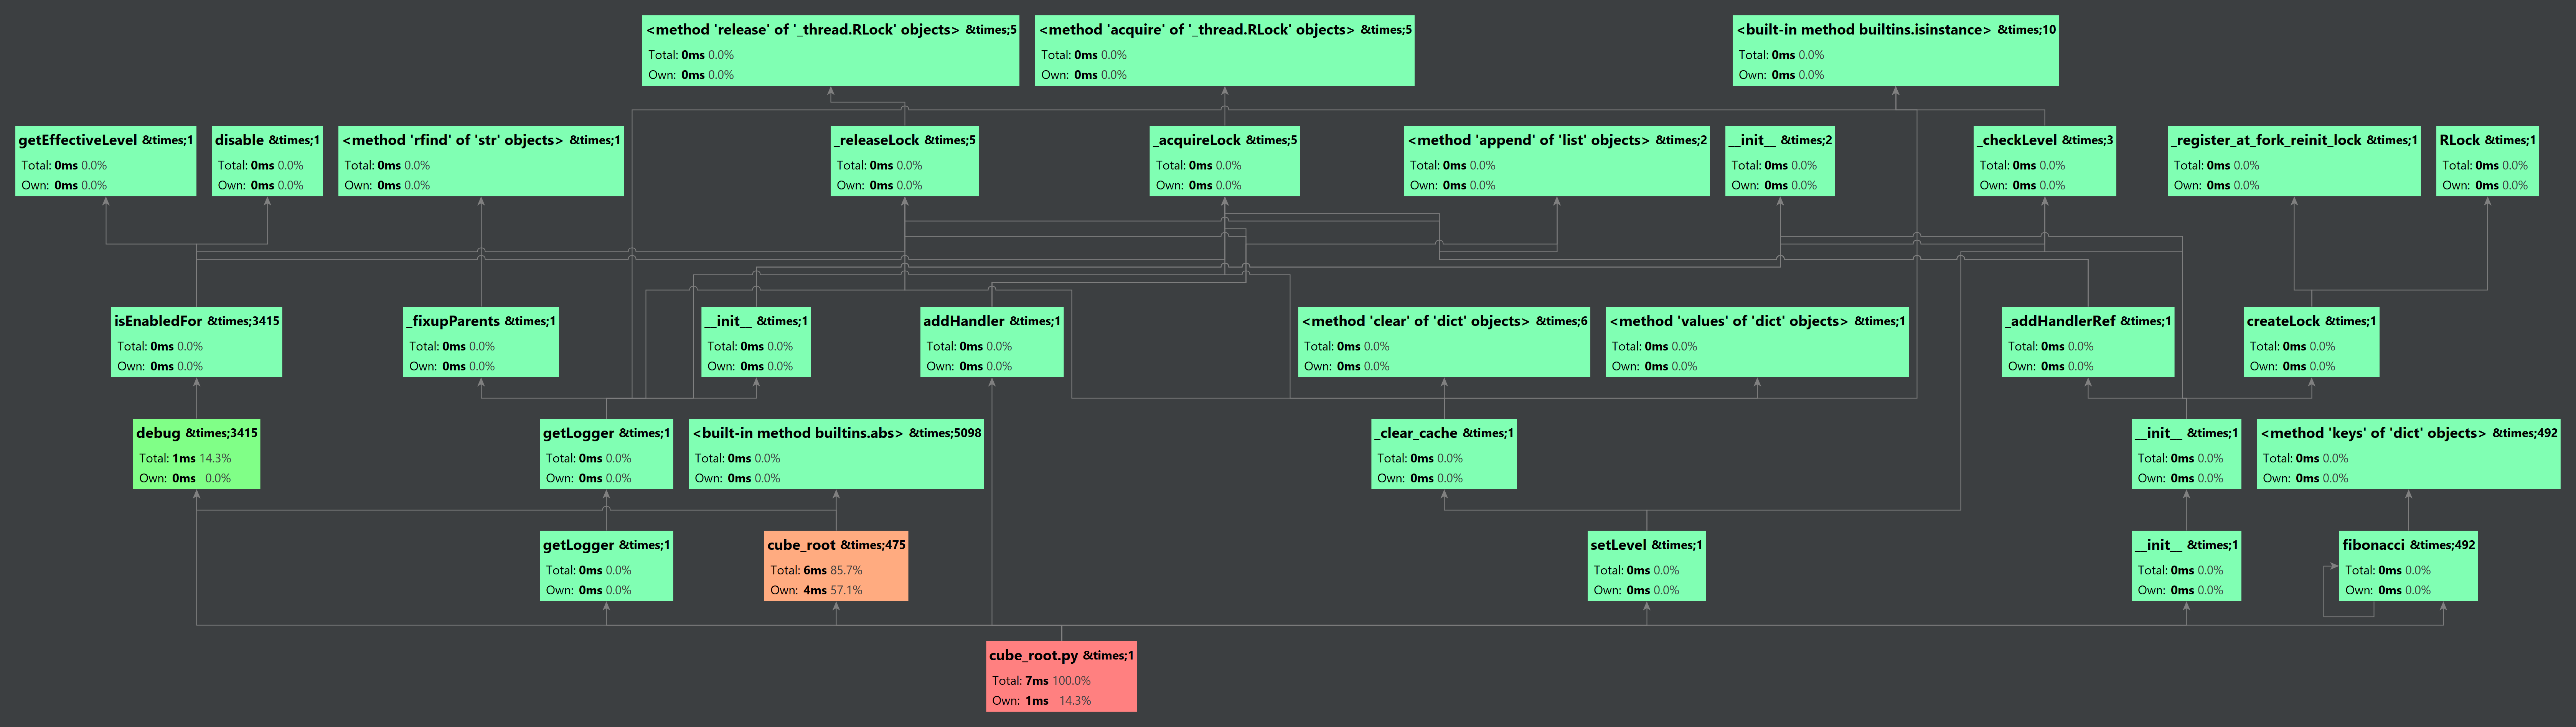 <method 'release' of '_thread.RLock' objects> &times;5
Total: 0ms 0.0%
Own: 0ms 0.0%
<method 'acquire' of '_thread.RLock' objects> &times;5
Total: 0ms 0.0%
Own: 0ms 0.0%
<built-in method builtins.isinstance> &times;10
Total: 0ms 0.0%
Own: 0ms 0.0%
getEffectiveLevel &times;1
Total: 0ms 0.0%
Own: 0ms 0.0%
disable &times;1
Total: 0ms 0.0%
Own: 0ms 0.0%
<method 'rfind' of 'str' objects> &times;1
Total: 0ms 0.0%
Own: 0ms 0.0%
_releaseLock &times;5
Total: 0ms 0.0%
Own: 0ms 0.0%
_acquireLock &times;5
Total: 0ms 0.0%
Own: 0ms 0.0%
<method 'append' of 'list' objects> &times;2
Total: 0ms 0.0%
Own: 0ms 0.0%
__init__ &times;2
Total: 0ms 0.0%
Own: 0ms 0.0%
_checkLevel &times;3
Total: 0ms 0.0%
Own: 0ms 0.0%
_register_at_fork_reinit_lock &times;1
Total: 0ms 0.0%
Own: 0ms 0.0%
RLock &times;1
Total: 0ms 0.0%
Own: 0ms 0.0%
isEnabledFor &times;3415
Total: 0ms 0.0%
Own: 0ms 0.0%
_fixupParents &times;1
Total: 0ms 0.0%
Own: 0ms 0.0%
__init__ &times;1
Total: 0ms 0.0%
Own: 0ms 0.0%
addHandler &times;1
Total: 0ms 0.0%
Own: 0ms 0.0%
<method 'clear' of 'dict' objects> &times;6
Total: 0ms 0.0%
Own: 0ms 0.0%
<method 'values' of 'dict' objects> &times;1
Total: 0ms 0.0%
Own: 0ms 0.0%
_addHandlerRef &times;1
Total: 0ms 0.0%
Own: 0ms 0.0%
createLock &times;1
Total: 0ms 0.0%
Own: 0ms 0.0%
debug &times;3415
Total: 1ms 14.3%
Own: 0ms 0.0%
getLogger &times;1
Total: 0ms 0.0%
Own: 0ms 0.0%
<built-in method builtins.abs> &times;5098
Total: 0ms 0.0%
Own: 0ms 0.0%
_clear_cache &times;1
Total: 0ms 0.0%
Own: 0ms 0.0%
__init__ &times;1
Total: 0ms 0.0%
Own: 0ms 0.0%
<method 'keys' of 'dict' objects> &times;492
Total: 0ms 0.0%
Own: 0ms 0.0%
getLogger &times;1
Total: 0ms 0.0%
Own: 0ms 0.0%
cube_root &times;475
Total: 6ms 85.7%
Own: 4ms 57.1%
setLevel &times;1
Total: 0ms 0.0%
Own: 0ms 0.0%
__init__ &times;1
Total: 0ms 0.0%
Own: 0ms 0.0%
fibonacci &times;492
Total: 0ms 0.0%
Own: 0ms 0.0%
cube_root.py &times;1
Total: 7ms 100.0%
Own: 1ms 14.3%